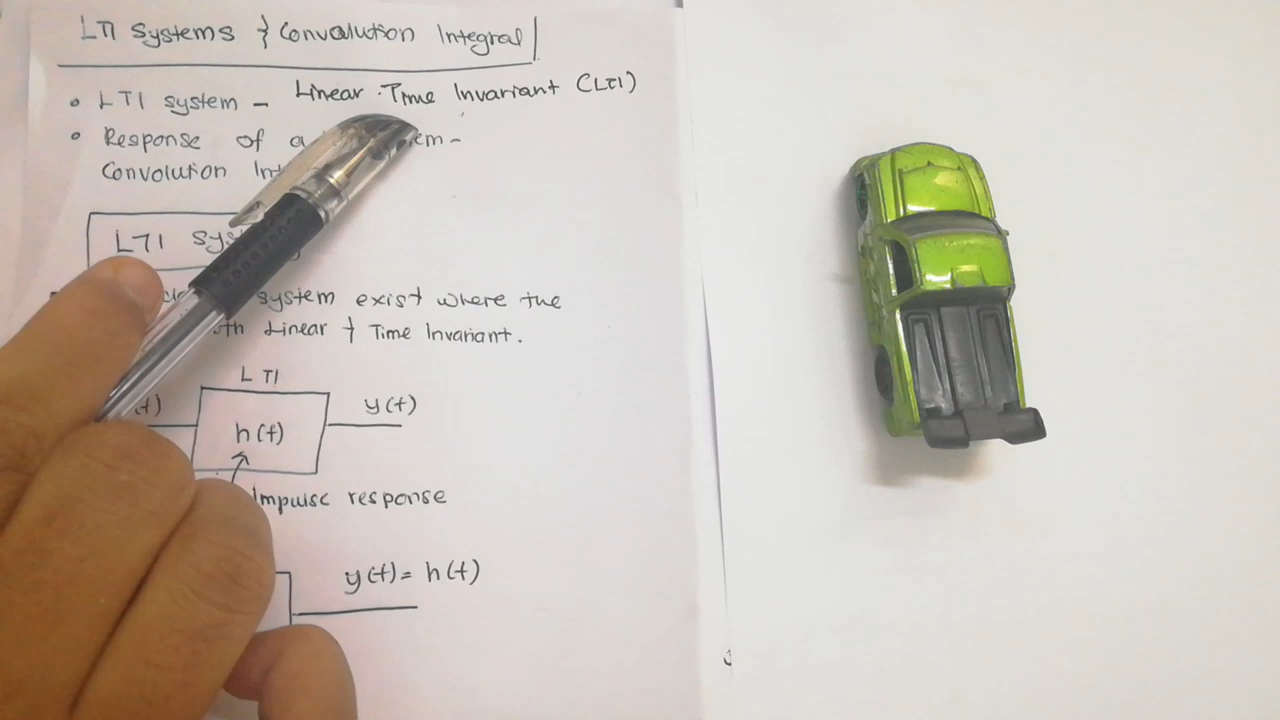 LTI Systems & Convolution Integral
• LTI system - Linear Time Invariant (LTI)
• Response of a
Convolution
LTI
system exist where the
Linear & Time Invariant.
LTI
(t)
h(t)
y(t)
Impulse response
y(t) = h(t)